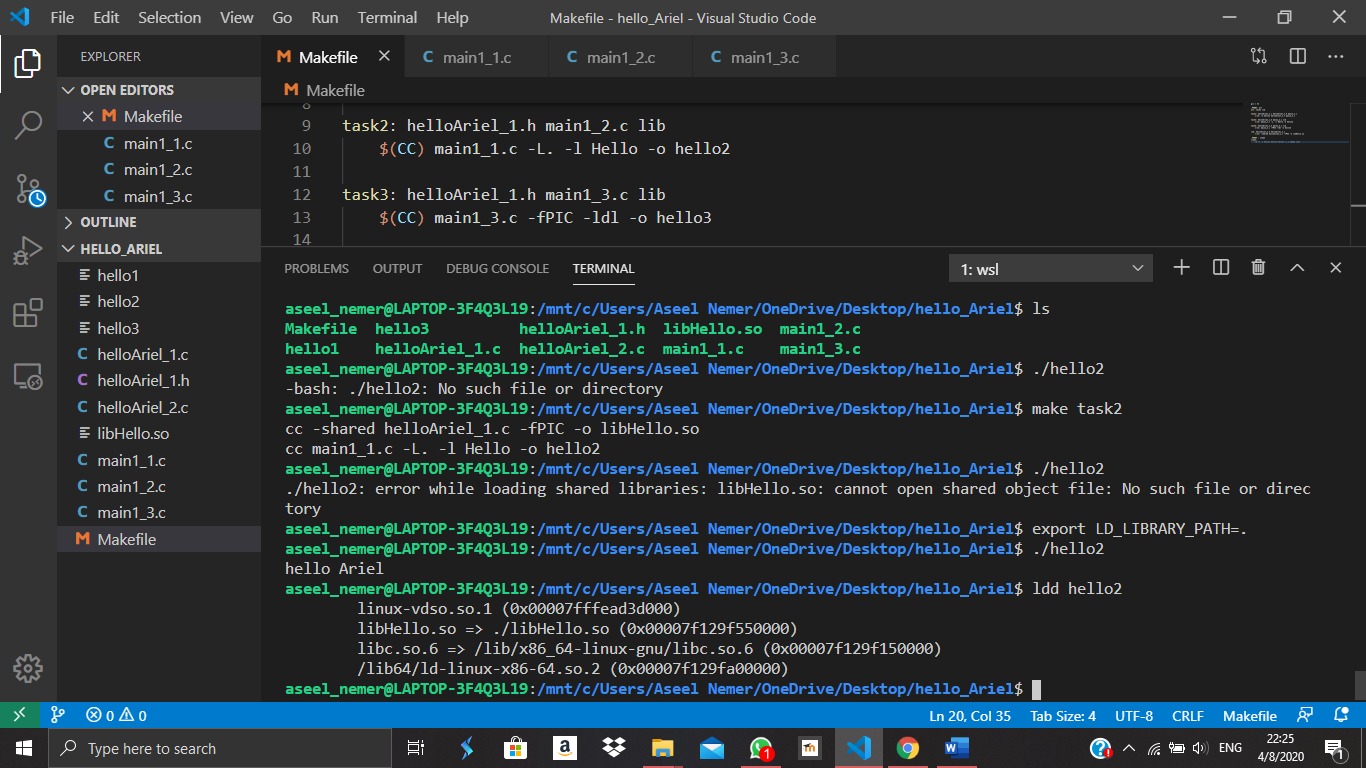 File Edit Selection View Go Run Terminal Help
Makefile - hello_Ariel - Visual Studio Code
EXPLORER
OPEN EDITORS
Makefile
C main1_1.c
C main1_2.c
C main1_3.c
OUTLINE
HELLO_ARIEL
hello1
hello2
hello3
C helloAriel_1.c
C helloAriel_1.h
C helloAriel_2.c
libHello.so
C main1_1.c
C main1_2.c
C main1_3.c
M Makefile
M Makefile C main1_1.c C main1_2.c C main1_3.c
M Makefile
8
9 task2: helloAriel_1.h main1_2.c lib
10 $(CC) main1_1.c -L. -l Hello -o hello2
11
12 task3: helloAriel_1.h main1_3.c lib
13 $(CC) main1_3.c -fPIC -ldl -o hello3
14
PROBLEMS OUTPUT DEBUG CONSOLE TERMINAL 1: wsl
aseel_nemer@LAPTOP-3F4Q3L19:/mnt/c/Users/Aseel Nemer/OneDrive/Desktop/hello_Ariel$ ls
Makefile hello3 helloAriel_1.h libHello.so main1_2.c
hello1 helloAriel_1.c helloAriel_2.c main1_1.c main1_3.c
aseel_nemer@LAPTOP-3F4Q3L19:/mnt/c/Users/Aseel Nemer/OneDrive/Desktop/hello_Ariel$ ./hello2
-bash: ./hello2: No such file or directory
aseel_nemer@LAPTOP-3F4Q3L19:/mnt/c/Users/Aseel Nemer/OneDrive/Desktop/hello_Ariel$ make task2
cc -shared helloAriel_1.c -fPIC -o libHello.so
cc main1_1.c -L. -l Hello -o hello2
aseel_nemer@LAPTOP-3F4Q3L19:/mnt/c/Users/Aseel Nemer/OneDrive/Desktop/hello_Ariel$ ./hello2
./hello2: error while loading shared libraries: libHello.so: cannot open shared object file: No such file or direc
tory
aseel_nemer@LAPTOP-3F4Q3L19:/mnt/c/Users/Aseel Nemer/OneDrive/Desktop/hello_Ariel$ export LD_LIBRARY_PATH=.
aseel_nemer@LAPTOP-3F4Q3L19:/mnt/c/Users/Aseel Nemer/OneDrive/Desktop/hello_Ariel$ ./hello2
hello Ariel
aseel_nemer@LAPTOP-3F4Q3L19:/mnt/c/Users/Aseel Nemer/OneDrive/Desktop/hello_Ariel$ ldd hello2
linux-vdso.so.1 (0x00007fffead3d000)
libHello.so => ./libHello.so (0x00007f129f550000)
libc.so.6 => /lib/x86_64-linux-gnu/libc.so.6 (0x00007f129f150000)
/lib64/ld-linux-x86-64.so.2 (0x00007f129fa00000)
aseel_nemer@LAPTOP-3F4Q3L19:/mnt/c/Users/Aseel Nemer/OneDrive/Desktop/hello_Ariel$
0 0 Ln 20, Col 35 Tab Size: 4 UTF-8 CRLF Makefile
Type here to search
ENG
22:25
4/8/2020